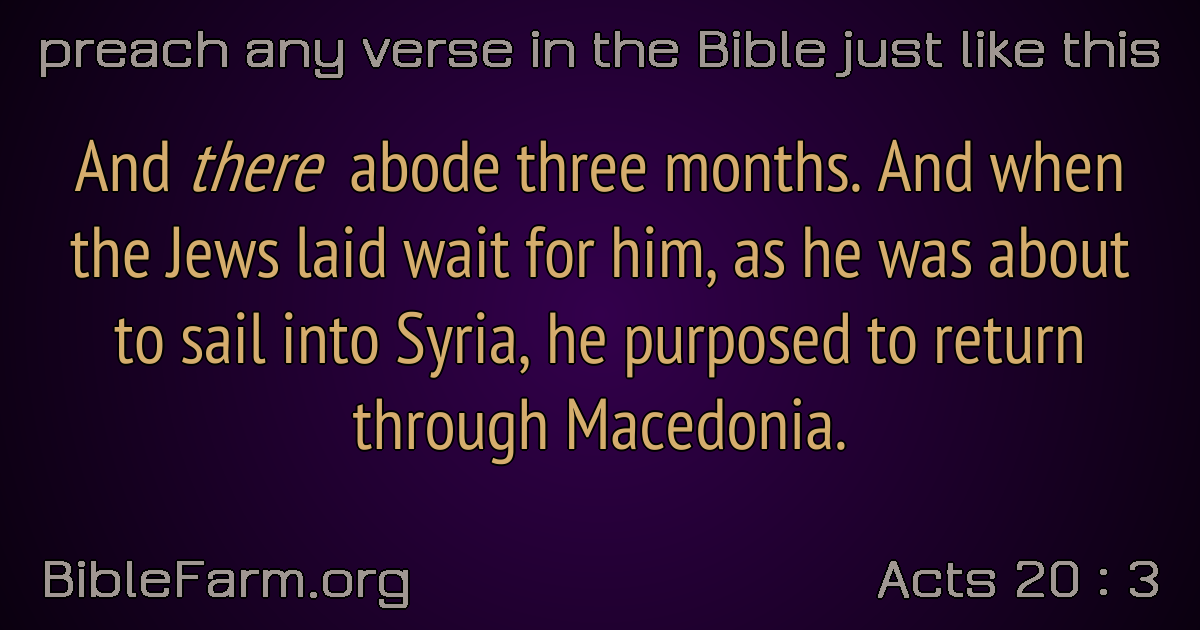 preach any verse in the Bible just like this
And there abode three months. And when
the Jews laid wait for him, as he was about
to sail into Syria, he purposed to return
through Macedonia.
BibleFarm.org
Acts 20 : 3